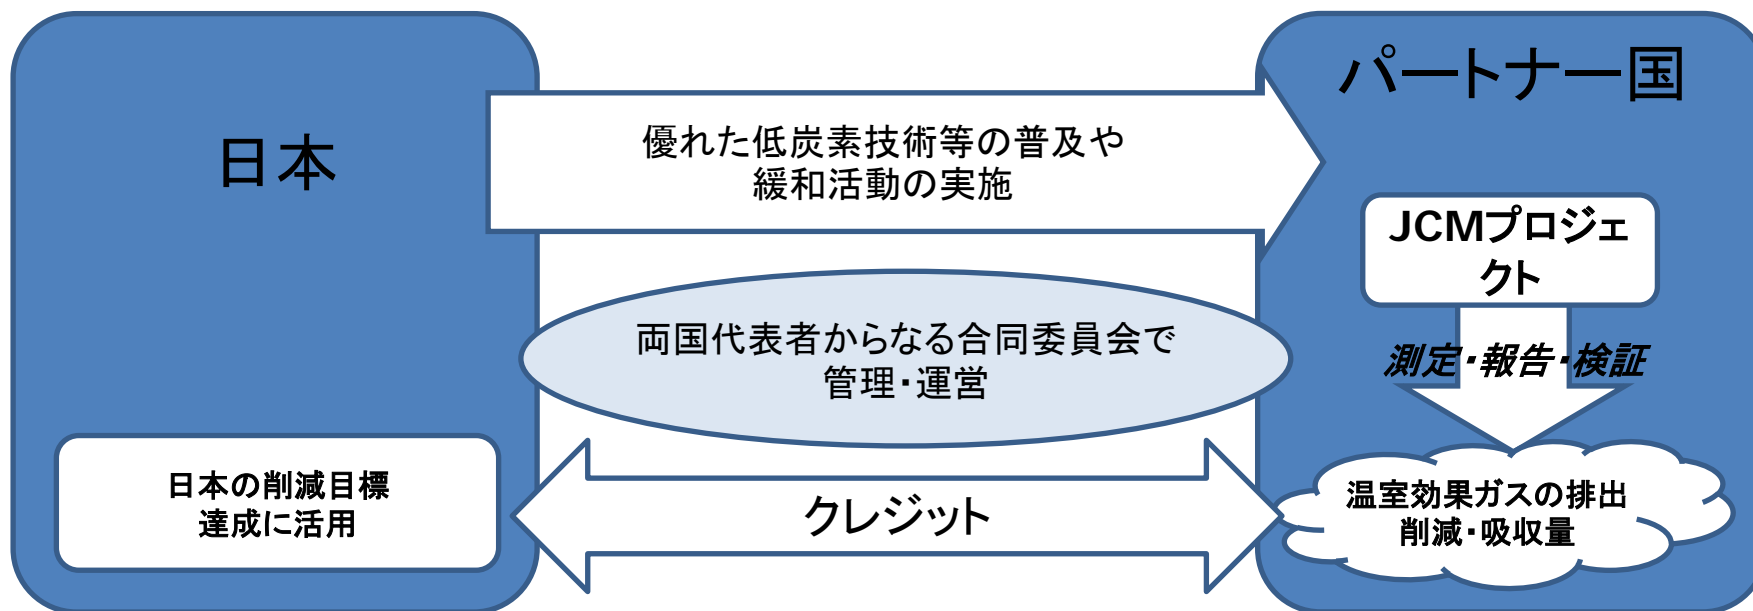 日本
パートナー国
優れた低炭素技術等の普及や
緩和活動の実施
JCMプロジェ
クト
両国代表者からなる合同委員会で
管理・運営
測定・報告・検証
日本の削減目標
達成に活用
クレジット
温室効果ガスの排出
削減・吸収量